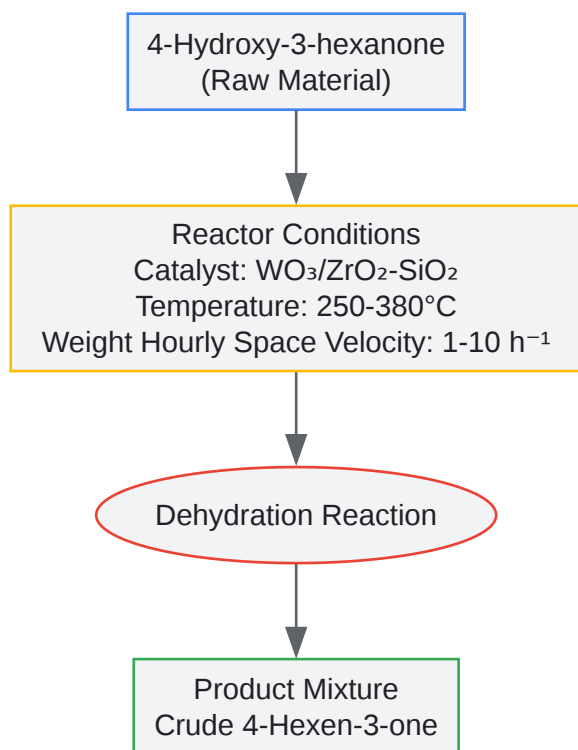 4-Hydroxy-3-hexanone
(Raw Material)
Reactor Conditions
Catalyst: WO₃/ZrO₂-SiO₂
Temperature: 250-380°C
Weight Hourly Space Velocity: 1-10 h⁻¹
Dehydration Reaction
Product Mixture
Crude 4-Hexen-3-one